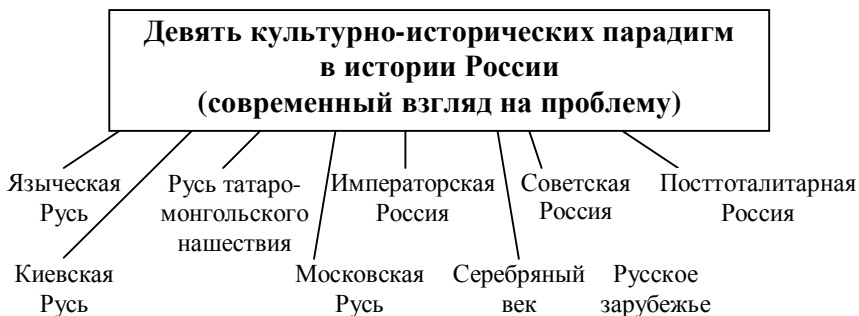 Девять культурно-исторических парадигм
в истории России
(современный взгляд на проблему)
Языческая
Русь
Русь татаро-
монгольского
нашествия
Императорская
Россия
Советская
Россия
Посттоталитарная
Россия
Киевская
Русь
Московская
Русь
Серебряный
век
Русское
зарубежье